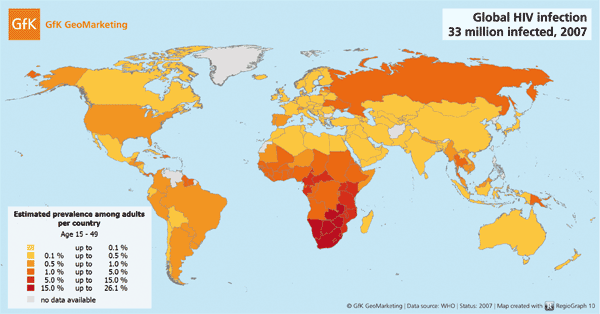 GfK GfK GeoMarketing
Global HIV infection
33 million infected, 2007
Estimated prevalence among adults
per country
Age 15 - 49
up to 0.1 %
0.1 % up to 0.5 %
0.5 % up to 1.0 %
1.0 % up to 5.0 %
5.0 % up to 15.0 %
15.0 % up to 26.1 %
no data available
© GfK GeoMarketing | Data source: WHO | Status: 2007 | Map created with R RegioGraph 10